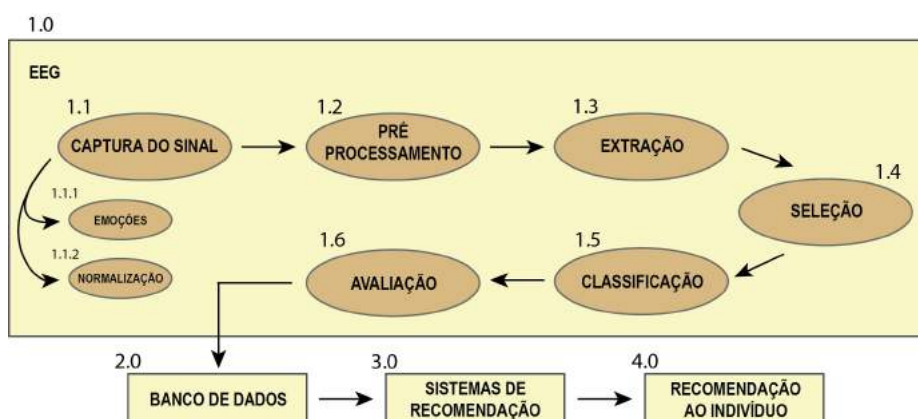 1.0
EEG
1.1
CAPTURA DO SINAL
1.2
PRÉ
PROCESSAMENTO
1.3
EXTRAÇÃO
1.4
SELEÇÃO
1.1.1
EMOÇÕES
1.1.2
NORMALIZAÇÃO
1.6
AVALIAÇÃO
1.5
CLASSIFICAÇÃO
2.0
BANCO DE DADOS
3.0
SISTEMAS DE
RECOMENDAÇÃO
4.0
RECOMENDAÇÃO
AO INDIVÍDUO